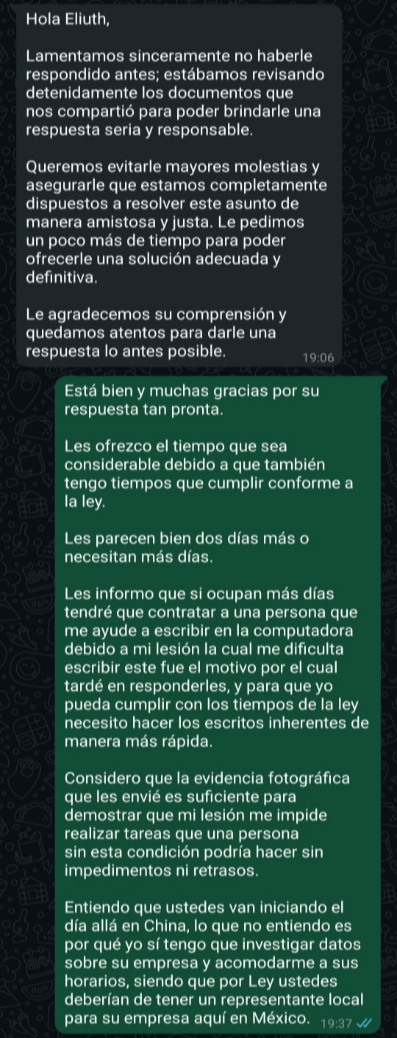 Hola Eliuth,
Lamentamos sinceramente no haberle
respondido antes; estábamos revisando
detenidamente los documentos que
nos compartió para poder brindarle una
respuesta seria y responsable.
Queremos evitarle mayores molestias y
asegurarle que estamos completamente
dispuestos a resolver este asunto de
manera amistosa y justa. Le pedimos
un poco más de tiempo para poder
ofrecerle una solución adecuada y
definitiva.
Le agradecemos su comprensión y
quedamos atentos para darle una
respuesta lo antes posible.
19:06
Está bien y muchas gracias por su
respuesta tan pronta.
Les ofrezco el tiempo que sea
considerable debido a que también
tengo tiempos que cumplir conforme a
la ley.
Les parecen bien dos días más o
necesitan más días.
Les informo que si ocupan más días
tendré que contratar a una persona que
me ayude a escribir en la computadora
debido a mi lesión la cual me dificulta
escribir este fue el motivo por el cual
tardé en responderles, y para que yo
pueda cumplir con los tiempos de la ley
necesito hacer los escritos inherentes de
manera más rápida.
Considero que la evidencia fotográfica
que les envié es suficiente para
demostrar que mi lesión me impide
realizar tareas que una persona
sin esta condición podría hacer sin
impedimentos ni retrasos.
Entiendo que ustedes van iniciando el
día allá en China, lo que no entiendo es
por qué yo sí tengo que investigar datos
sobre su empresa y acomodarme a sus
horarios, siendo que por Ley ustedes
deberían de tener un representante local
para su empresa aquí en México.
19:37